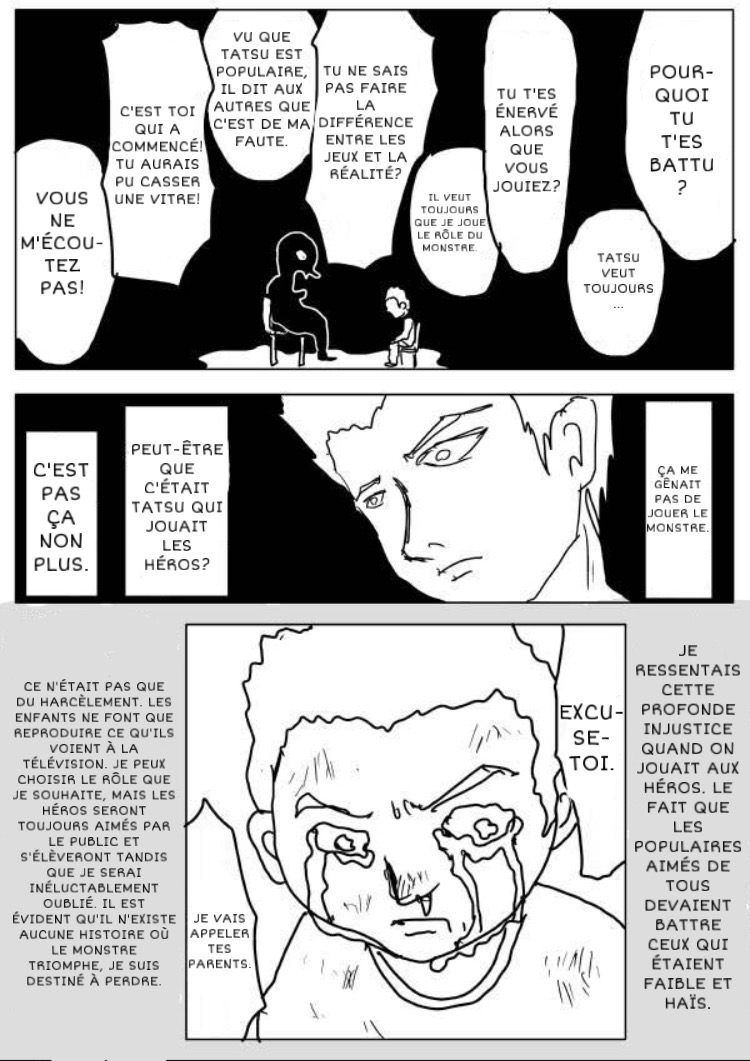 POUR-
QUOI
TU
T'ES
BATTU
?
TATSU
VEUT
TOUJOURS
...
TU T'ES
ÉNERVÉ
ALORS
QUE
VOUS
JOUIEZ?
IL VEUT
TOUJOURS
QUE JE JOUE
LE RÔLE DU
MONSTRE.
TU NE SAIS
PAS FAIRE
LA
DIFFÉRENCE
ENTRE LES
JEUX ET LA
RÉALITÉ?
VU QUE
TATSU EST
POPULAIRE,
IL DIT AUX
AUTRES QUE
C'EST DE MA
FAUTE.
C'EST TOI
QUI A
COMMENCÉ!
TU AURAIS
PU CASSER
UNE VITRE!
VOUS
NE
M'ÉCOU-
TEZ
PAS!
ÇA ME
GÊNAIT
PAS DE
JOUER LE
MONSTRE.
PEUT-ÊTRE
QUE
C'ÉTAIT
TATSU QUI
JOUAIT
LES
HÉROS?
C'EST
PAS
ÇA
NON
PLUS.
JE
RESSENTAIS
CETTE
PROFONDE
INJUSTICE
QUAND ON
JOUAIT AUX
HÉROS. LE
FAIT QUE
LES
POPULAIRES
AIMÉS DE
TOUS
DEVAIENT
BATTRE
CEUX QUI
ÉTAIENT
FAIBLE ET
HAÏS.
EXCU-
SE-
TOI.
JE VAIS
APPELER
TES
PARENTS.
CE N'ÉTAIT PAS QUE
DU HARCÈLEMENT. LES
ENFANTS NE FONT QUE
REPRODUIRE CE QU'ILS
VOIENT À LA
TÉLÉVISION. JE PEUX
CHOISIR LE RÔLE QUE
JE SOUHAITE, MAIS LES
HÉROS SERONT
TOUJOURS AIMÉS PAR
LE PUBLIC ET
S'ÉLÈVERONT TANDIS
QUE JE SERAI
INÉLUCTABLEMENT
OUBLIÉ. IL EST
ÉVIDENT QU'IL N'EXISTE
AUCUNE HISTOIRE OÙ
LE MONSTRE
TRIOMPHE, JE SUIS
DESTINÉ À PERDRE.